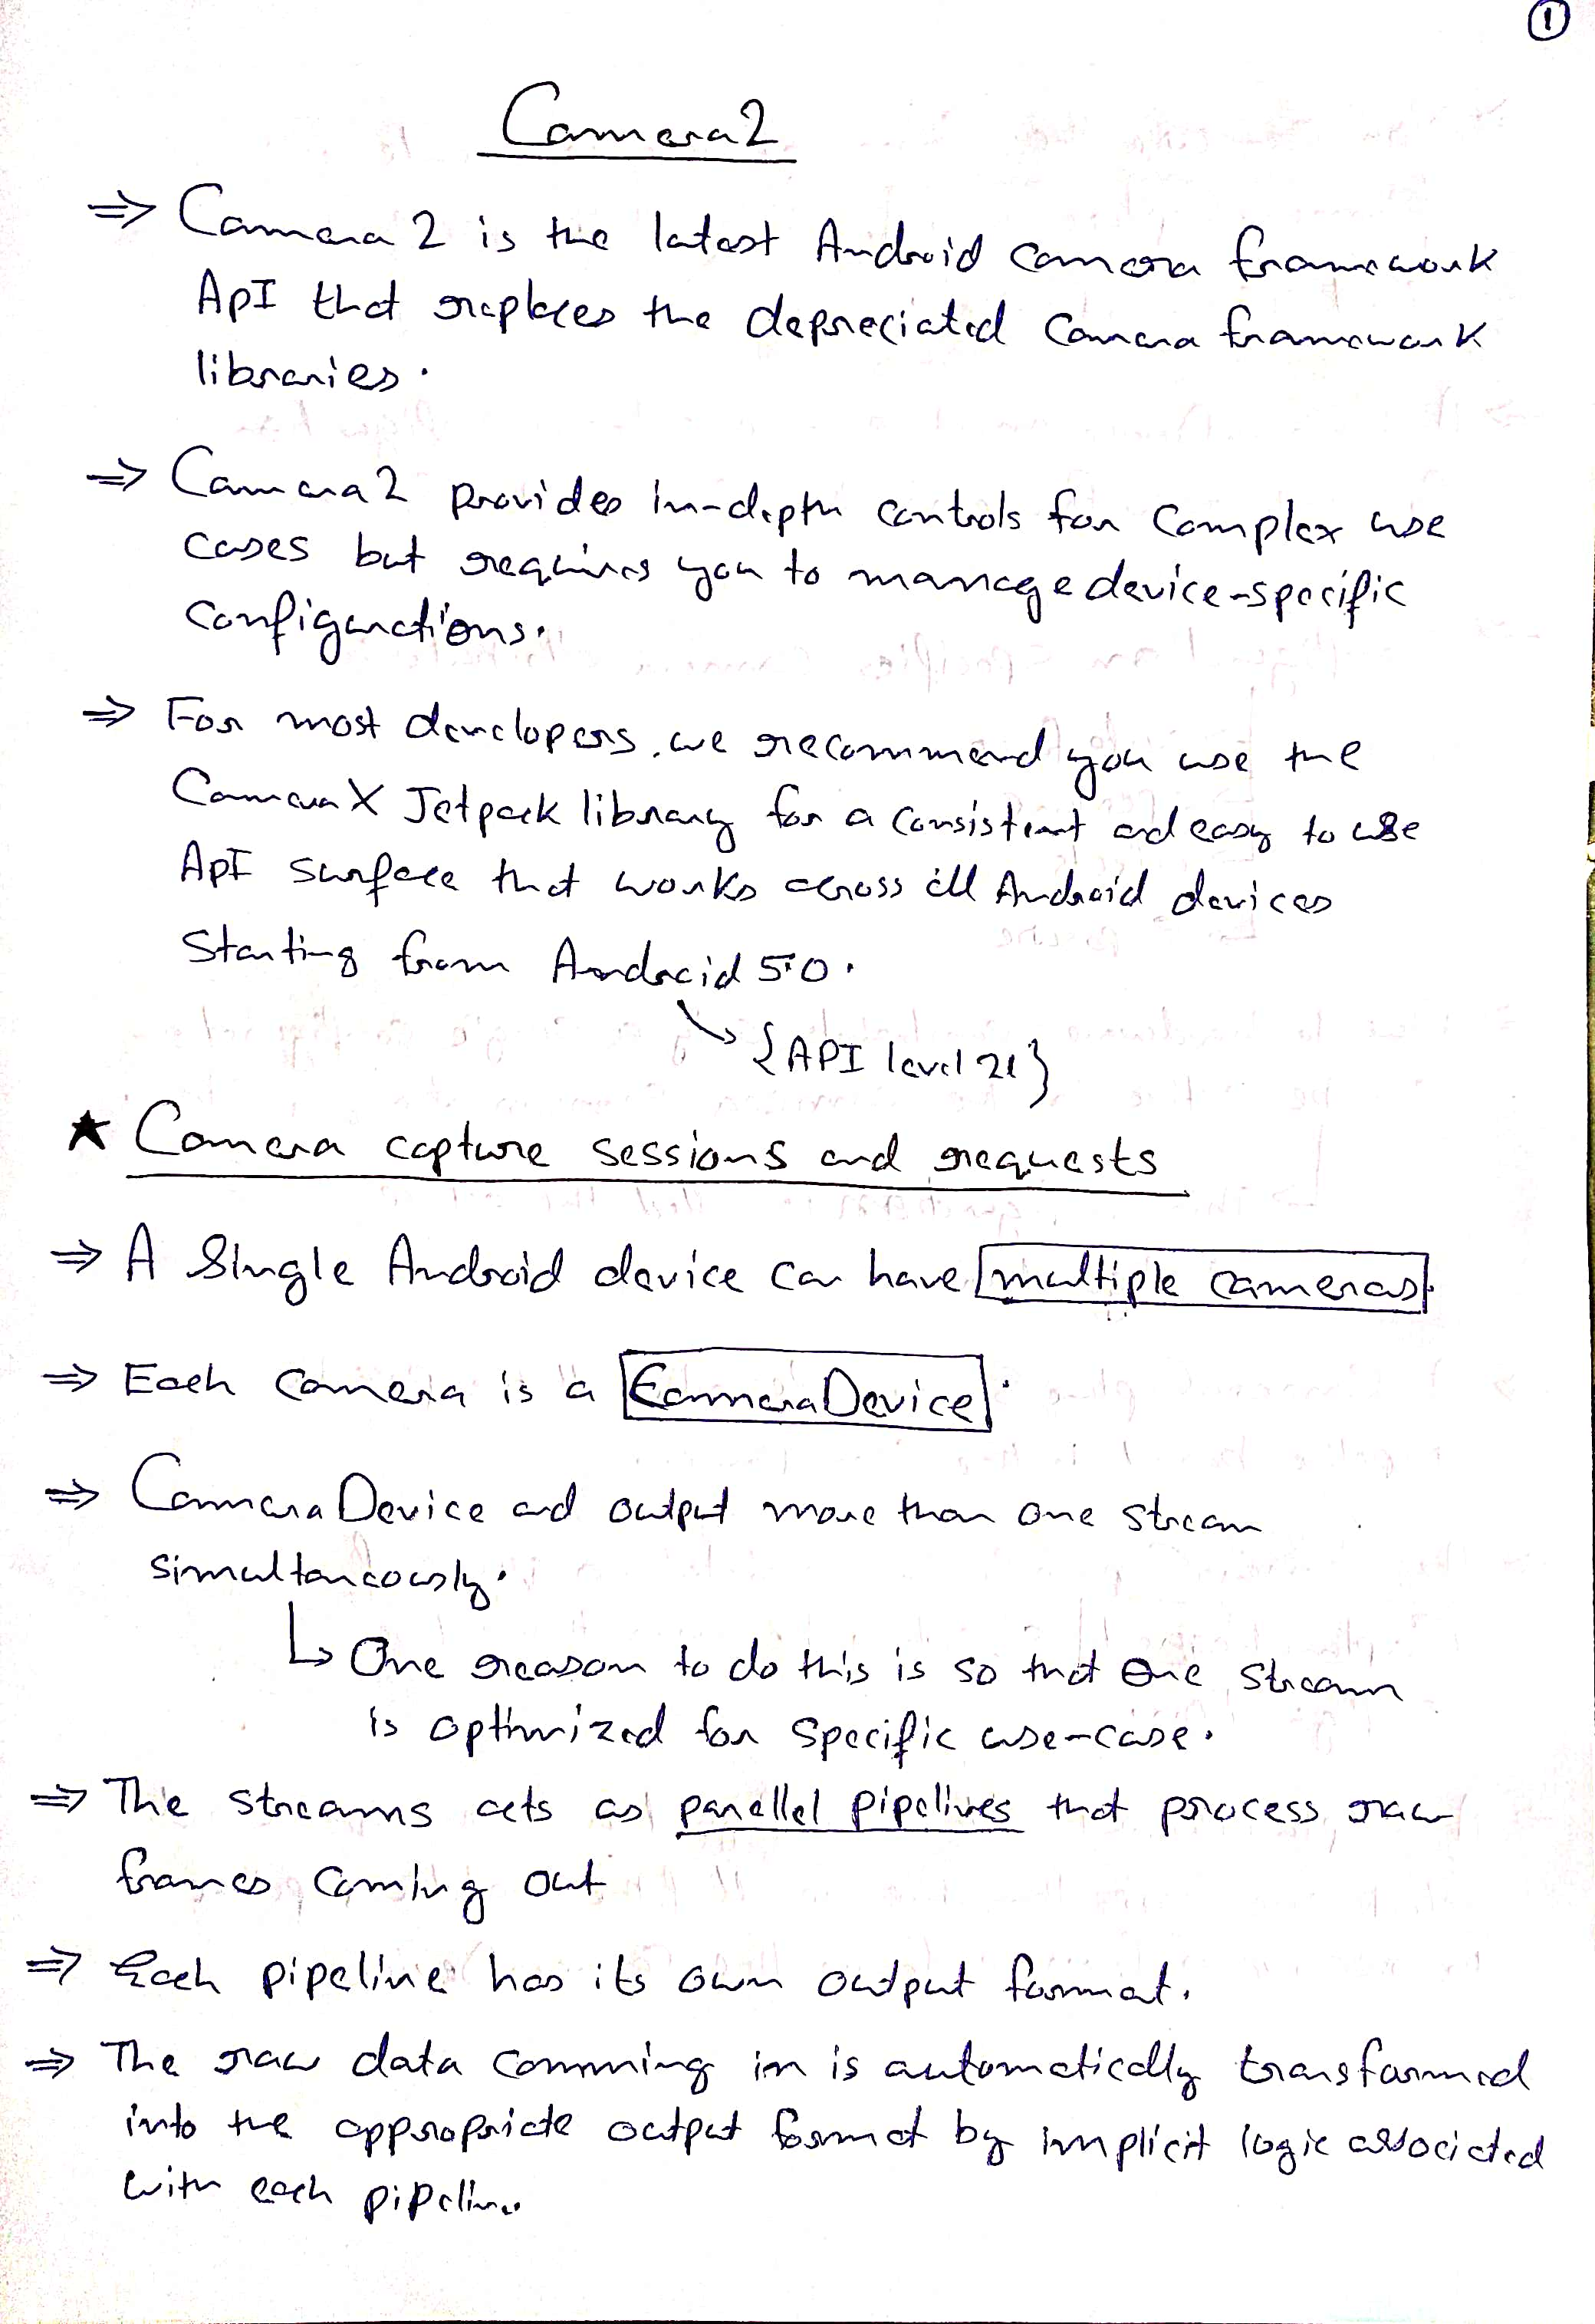 1
Camera2
⇒ Camera 2 is the latest Android camera framework
ApI that replaces the depreciated Camera framework
libraries.
⇒ Camera2 provides in-depth controls for Complex use
cases but requires you to manage device-specific
configurations.
⇒ For most developers, we recommend you use the
CameraX Jetpack library for a consistent and easy to use
ApI surface that works across all Android devices
Starting from Android 5.0.
↘ {API level 21}
★ Camera capture sessions and requests
⇒ A Single Android device can have multiple cameras.
⇒ Each camera is a CameraDevice.
⇒ CameraDevice and output more than one stream
simultaneously.
↳ One reason to do this is so that one stream
is optimized for specific use-case.
⇒ The streams acts as parellel pipelines that process raw
frames coming out
⇒ Each pipeline has its own output format.
⇒ The raw data comming in is automatically transformed
into the appropriate output format by implicit logic associated
with each pipeline.